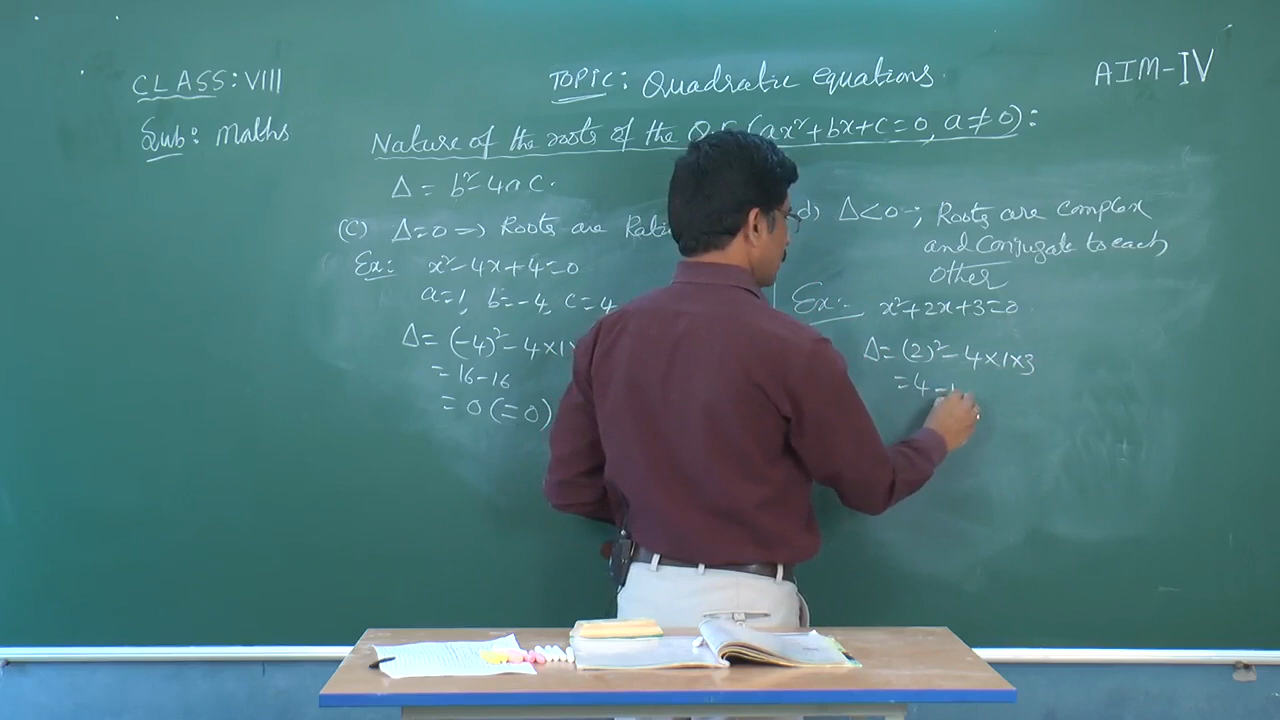 CLASS: VIII
TOPIC: Quadratic equations
AIM-IV
Sub: Maths
Nature of the roots of the Q.E (ax²+bx+c=0, a≠0):
Δ = b²-4ac.
(c) Δ=0 => Roots are
Ex: x²-4x+4=0
a=1, b=-4, c=4
Δ= (-4)²-4×1×
= 16-16
= 0 (=0)
d) Δ<0 -; Roots are complex
and conjugate to each
other
Ex:- x²+2x+3=0
Δ= (2)²-4×1×3
=4-1